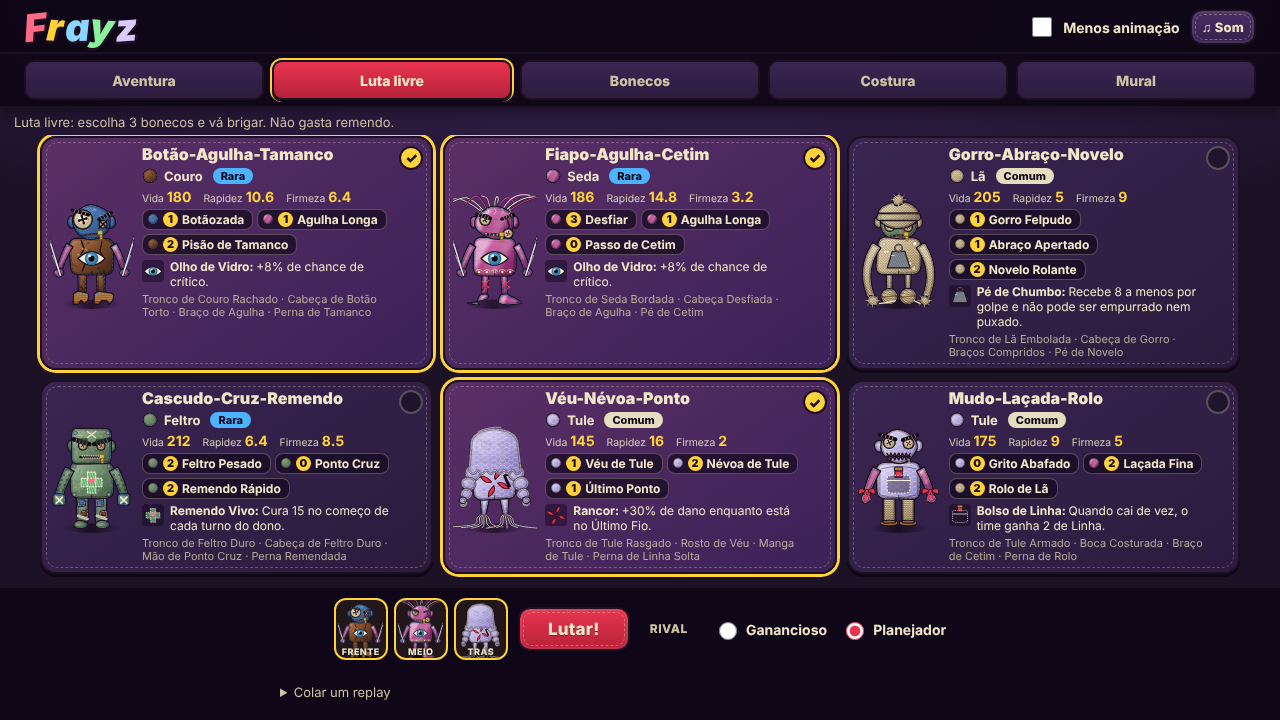 Frayz
Menos animação
♫ Som
Aventura
Luta livre
Bonecos
Costura
Mural
Luta livre: escolha 3 bonecos e vá brigar. Não gasta remendo.
Botão-Agulha-Tamanco
Couro Rara
Vida 180 Rapidez 10.6 Firmeza 6.4
1 Botãozada 1 Agulha Longa
2 Pisão de Tamanco
Olho de Vidro: +8% de chance de
crítico.
Tronco de Couro Rachado · Cabeça de Botão
Torto · Braço de Agulha · Perna de Tamanco
Fiapo-Agulha-Cetim
Seda Rara
Vida 186 Rapidez 14.8 Firmeza 3.2
3 Desfiar 1 Agulha Longa
0 Passo de Cetim
Olho de Vidro: +8% de chance de
crítico.
Tronco de Seda Bordada · Cabeça Desfiada ·
Braço de Agulha · Pé de Cetim
Gorro-Abraço-Novelo
Lã Comum
Vida 205 Rapidez 5 Firmeza 9
1 Gorro Felpudo
1 Abraço Apertado
2 Novelo Rolante
Pé de Chumbo: Recebe 8 a menos por
golpe e não pode ser empurrado nem
puxado.
Tronco de Lã Embolada · Cabeça de Gorro ·
Braços Compridos · Pé de Novelo
Cascudo-Cruz-Remendo
Feltro Rara
Vida 212 Rapidez 6.4 Firmeza 8.5
2 Feltro Pesado 0 Ponto Cruz
2 Remendo Rápido
Remendo Vivo: Cura 15 no começo de
cada turno do dono.
Tronco de Feltro Duro · Cabeça de Feltro Duro ·
Mão de Ponto Cruz · Perna Remendada
Véu-Névoa-Ponto
Tule Comum
Vida 145 Rapidez 16 Firmeza 2
1 Véu de Tule 2 Névoa de Tule
1 Último Ponto
Rancor: +30% de dano enquanto está
no Último Fio.
Tronco de Tule Rasgado · Rosto de Véu · Manga
de Tule · Perna de Linha Solta
Mudo-Laçada-Rolo
Tule Comum
Vida 175 Rapidez 9 Firmeza 5
0 Grito Abafado 2 Laçada Fina
2 Rolo de Lã
Bolso de Linha: Quando cai de vez, o
time ganha 2 de Linha.
Tronco de Tule Armado · Boca Costurada · Braço
de Cetim · Perna de Rolo
FRENTE
MEIO
TRÁS
Lutar!
RIVAL
Ganancioso
Planejador
Colar um replay